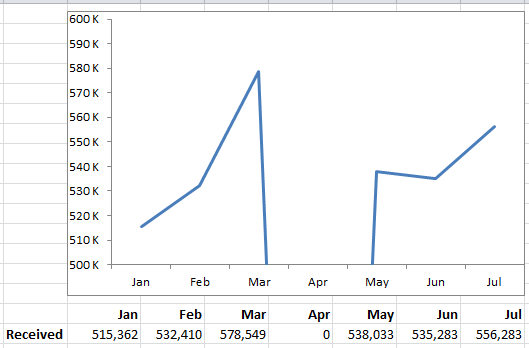 600 K
590 K
580 K
570 K
560 K
550 K
540 K
530 K
520 K
510 K
500 K
Jan Feb Mar Apr May Jun Jul
Jan Feb Mar Apr May Jun Jul
Received 515,362 532,410 578,549 0 538,033 535,283 556,283